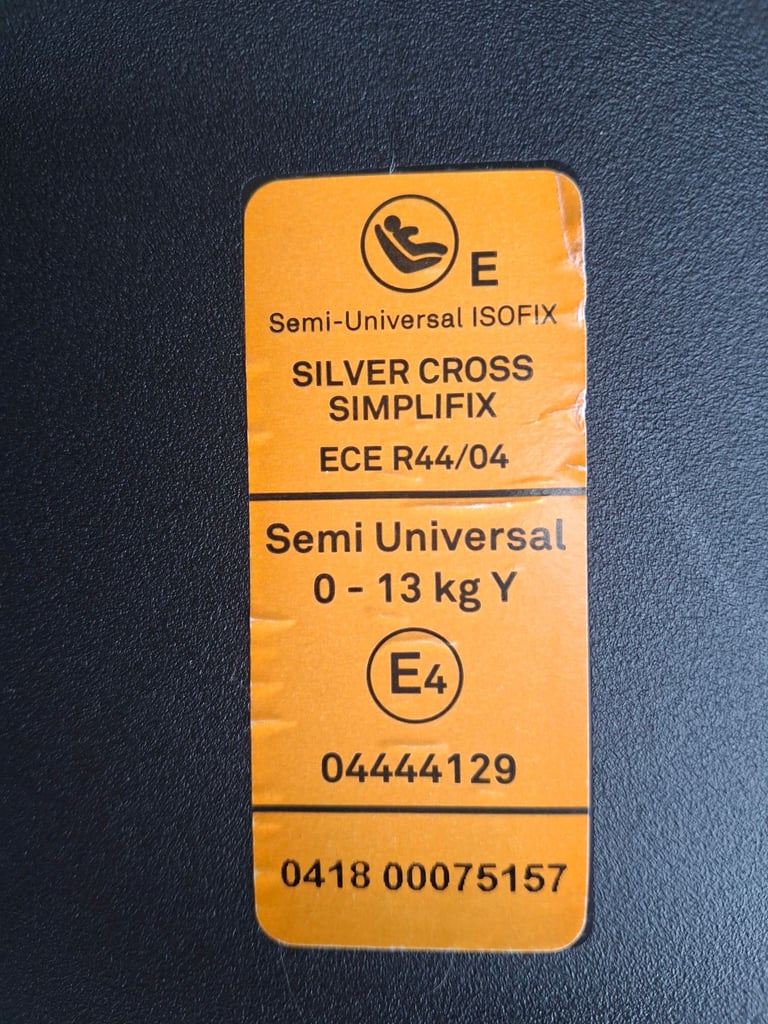 E
Semi-Universal ISOFIX
SILVER CROSS
SIMPLIFIX
ECE R44/04
Semi Universal
0 - 13 kg Y
E4
04444129
0418 00075157